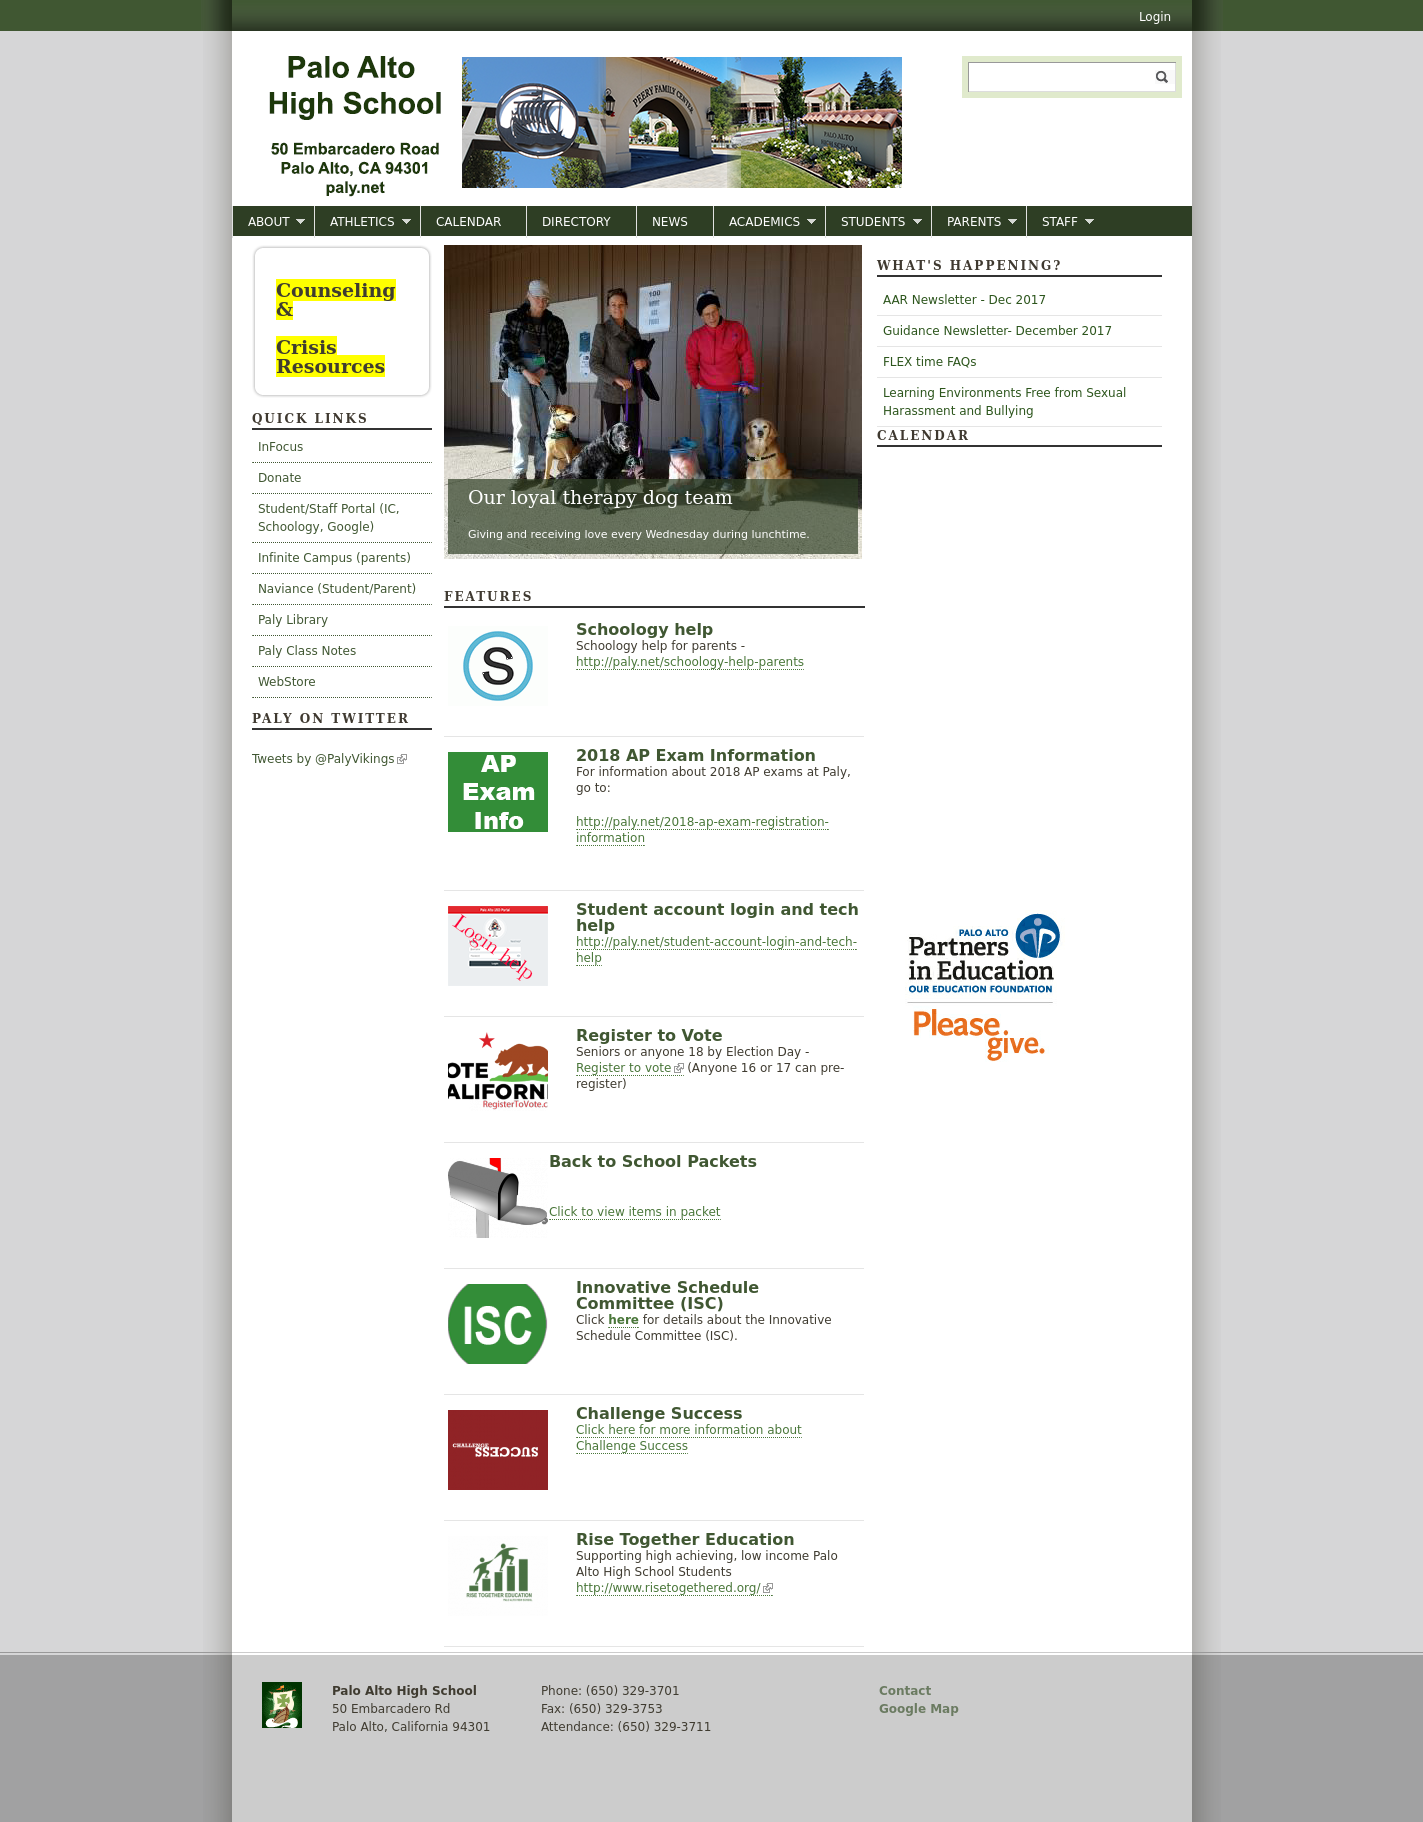 Login
Palo Alto
High School
50 Embarcadero Road
Palo Alto, CA 94301
paly.net
PEERY FAMILY CENTER
PALO ALTO
HIGH SCHOOL
ABOUT
ATHLETICS
CALENDAR
DIRECTORY
NEWS
ACADEMICS
STUDENTS
PARENTS
STAFF
Counseling
&
Crisis
Resources
QUICK LINKS
InFocus
Donate
Student/Staff Portal (IC,
Schoology, Google)
Infinite Campus (parents)
Naviance (Student/Parent)
Paly Library
Paly Class Notes
WebStore
PALY ON TWITTER
Tweets by @PalyVikings
100
Our loyal therapy dog team
Giving and receiving love every Wednesday during lunchtime.
FEATURES
S
Schoology help
Schoology help for parents -
http://paly.net/schoology-help-parents
AP
Exam
Info
2018 AP Exam Information
For information about 2018 AP exams at Paly,
go to:
http://paly.net/2018-ap-exam-registration-
information
Login help
Student account login and tech
help
http://paly.net/student-account-login-and-tech-
help
OTE
ALIFORN
RegisterToVote.c
Register to Vote
Seniors or anyone 18 by Election Day -
Register to vote (Anyone 16 or 17 can pre-
register)
Back to School Packets
Click to view items in packet
ISC
Innovative Schedule
Committee (ISC)
Click here for details about the Innovative
Schedule Committee (ISC).
CHALLENGE
SUCCESS
Challenge Success
Click here for more information about
Challenge Success
RISE TOGETHER EDUCATION
Rise Together Education
Supporting high achieving, low income Palo
Alto High School Students
http://www.risetogethered.org/
WHAT'S HAPPENING?
AAR Newsletter - Dec 2017
Guidance Newsletter- December 2017
FLEX time FAQs
Learning Environments Free from Sexual
Harassment and Bullying
CALENDAR
PALO ALTO
Partners
in Education
OUR EDUCATION FOUNDATION
Please
give.
Palo Alto High School
50 Embarcadero Rd
Palo Alto, California 94301
Phone: (650) 329-3701
Fax: (650) 329-3753
Attendance: (650) 329-3711
Contact
Google Map